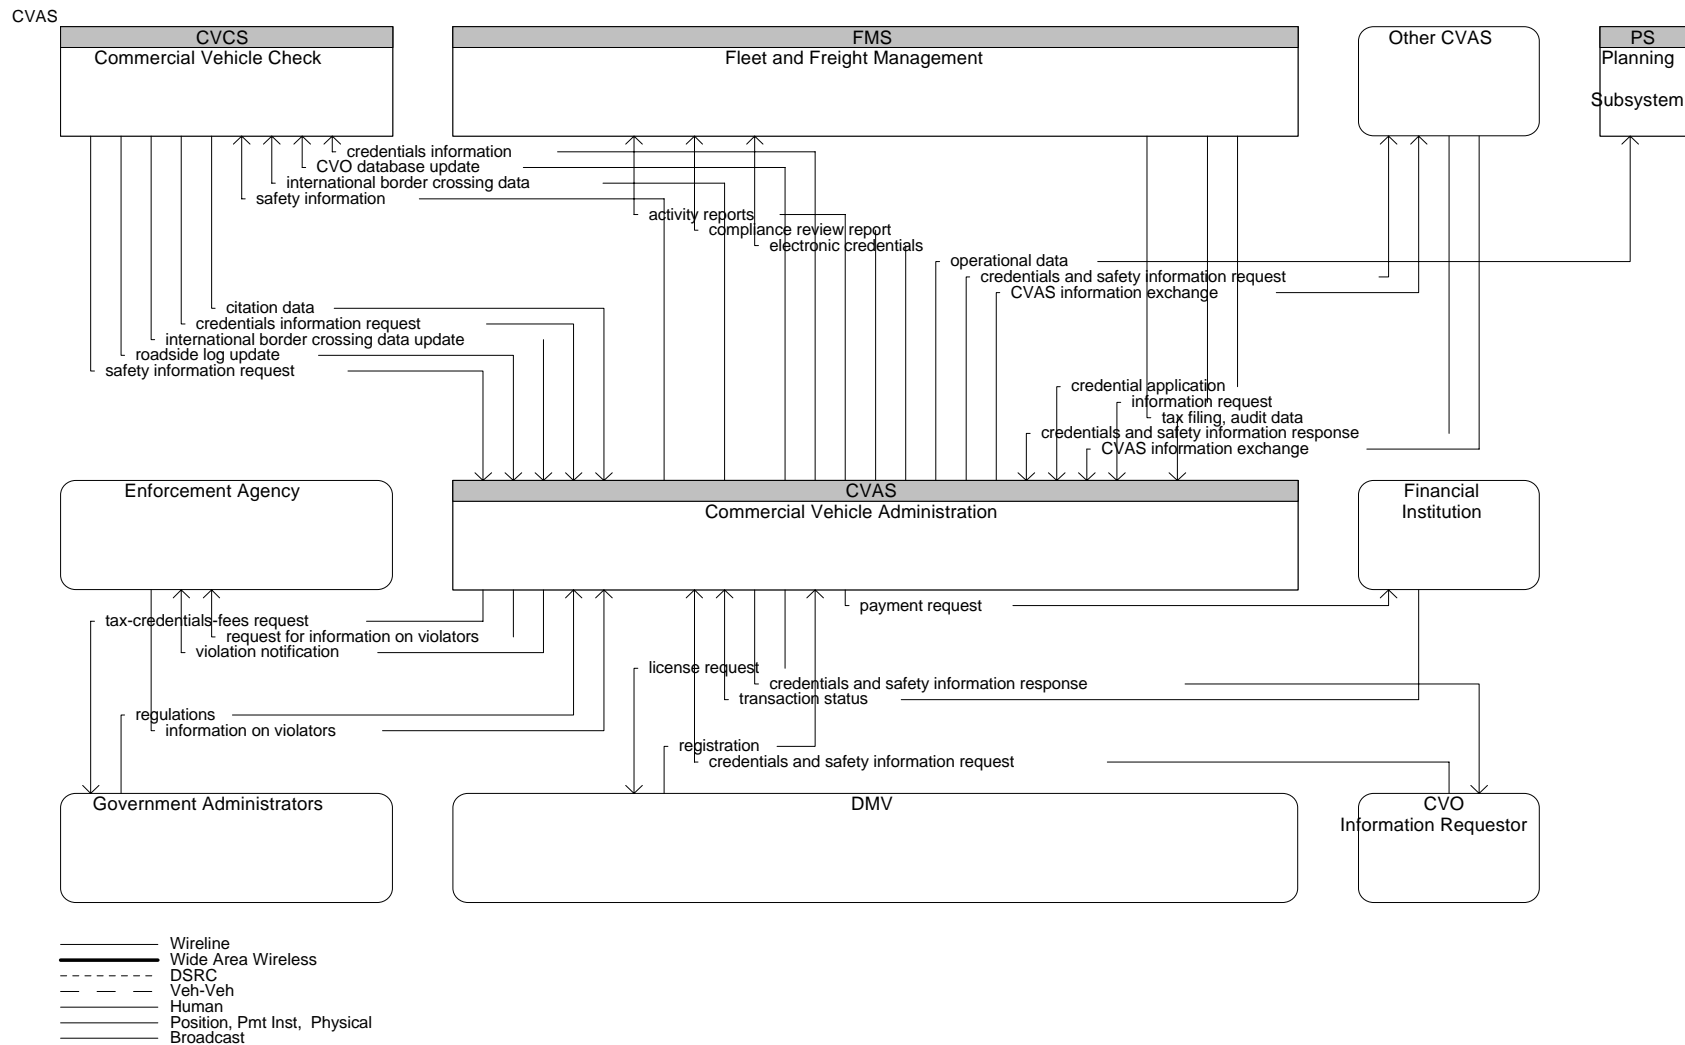 CVAS
CVCS
Commercial Vehicle Check
FMS
Fleet and Freight Management
Other CVAS
PS
Planning
Subsystem
credentials information
CVO database update
international border crossing data
safety information
activity reports
compliance review report
electronic credentials
operational data
credentials and safety information request
CVAS information exchange
citation data
credentials information request
international border crossing data update
roadside log update
safety information request
credential application
information request
tax filing, audit data
credentials and safety information response
CVAS information exchange
Enforcement Agency
CVAS
Commercial Vehicle Administration
Financial
Institution
tax-credentials-fees request
request for information on violators
violation notification
payment request
license request
credentials and safety information response
transaction status
regulations
information on violators
registration
credentials and safety information request
Government Administrators
DMV
CVO
Information Requestor
Wireline
Wide Area Wireless
DSRC
Veh-Veh
Human
Position, Pmt Inst,  Physical
Broadcast